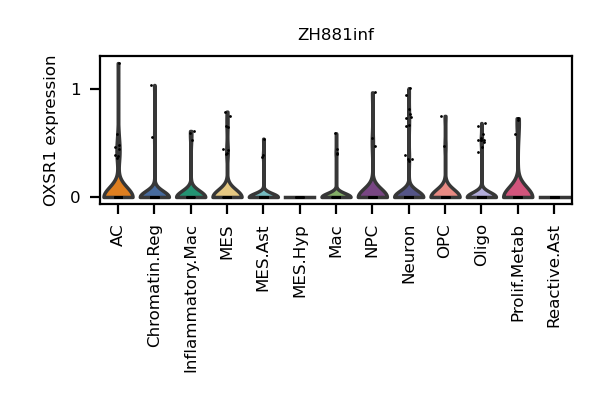 ZH881inf
OXSR1 expression
1
0
AC
Chromatin.Reg
Inflammatory.Mac
MES
MES.Ast
MES.Hyp
Mac
NPC
Neuron
OPC
Oligo
Prolif.Metab
Reactive.Ast